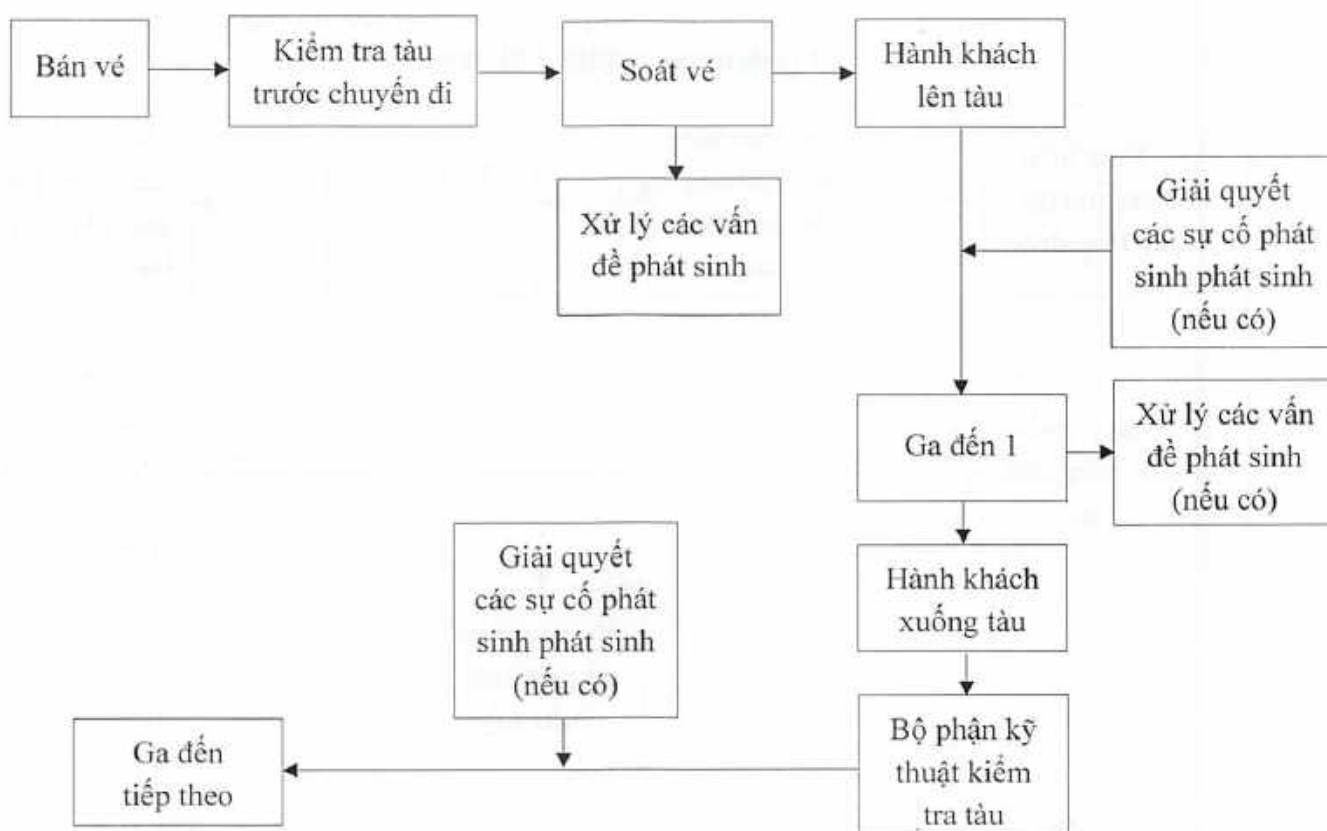 Bán vé
Kiểm tra tàu
trước chuyến đi
Soát vé
Hành khách
lên tàu
Xử lý các vấn
đề phát sinh
Giải quyết
các sự cố phát
sinh phát sinh
(nếu có)
Ga đến 1
Xử lý các vấn
đề phát sinh
(nếu có)
Hành khách
xuống tàu
Giải quyết
các sự cố phát
sinh phát sinh
(nếu có)
Bộ phận kỹ
thuật kiểm
tra tàu
Ga đến
tiếp theo